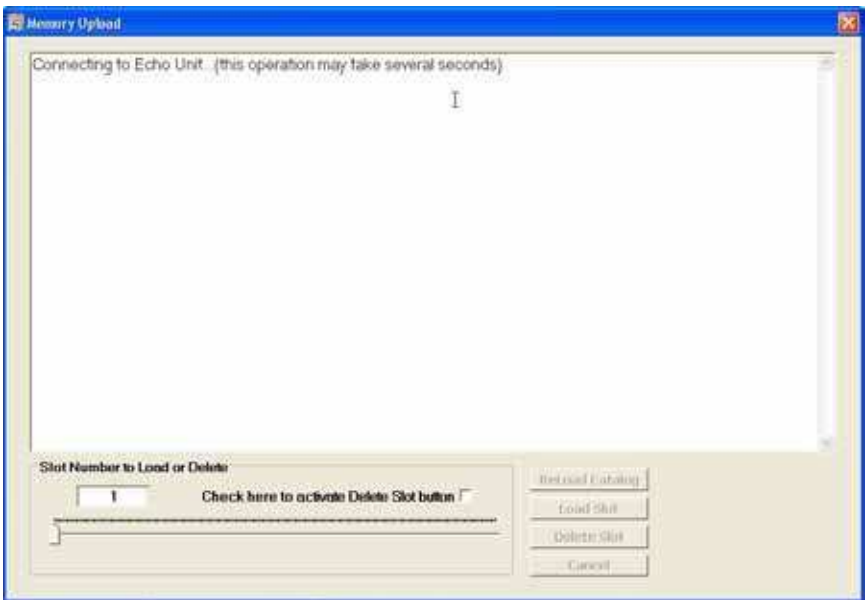 Memory Upload
Connecting to Echo Unit...(this operation may take several seconds)
Slot Number to Load or Delete
1
Check here to activate Delete Slot button
ReLoad Catalog
Load Slot
Delete Slot
Cancel